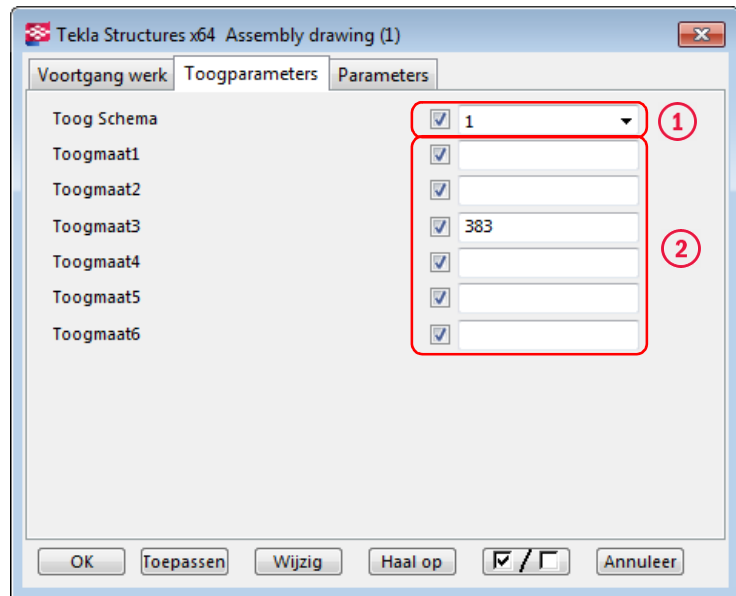 Tekla Structures x64 Assembly drawing (1)
Voortgang werk Toogparameters Parameters
Toog Schema 1 1
Toogmaat1
Toogmaat2
Toogmaat3 383
2
Toogmaat4
Toogmaat5
Toogmaat6
OK Toepassen Wijzig Haal op / Annuleer